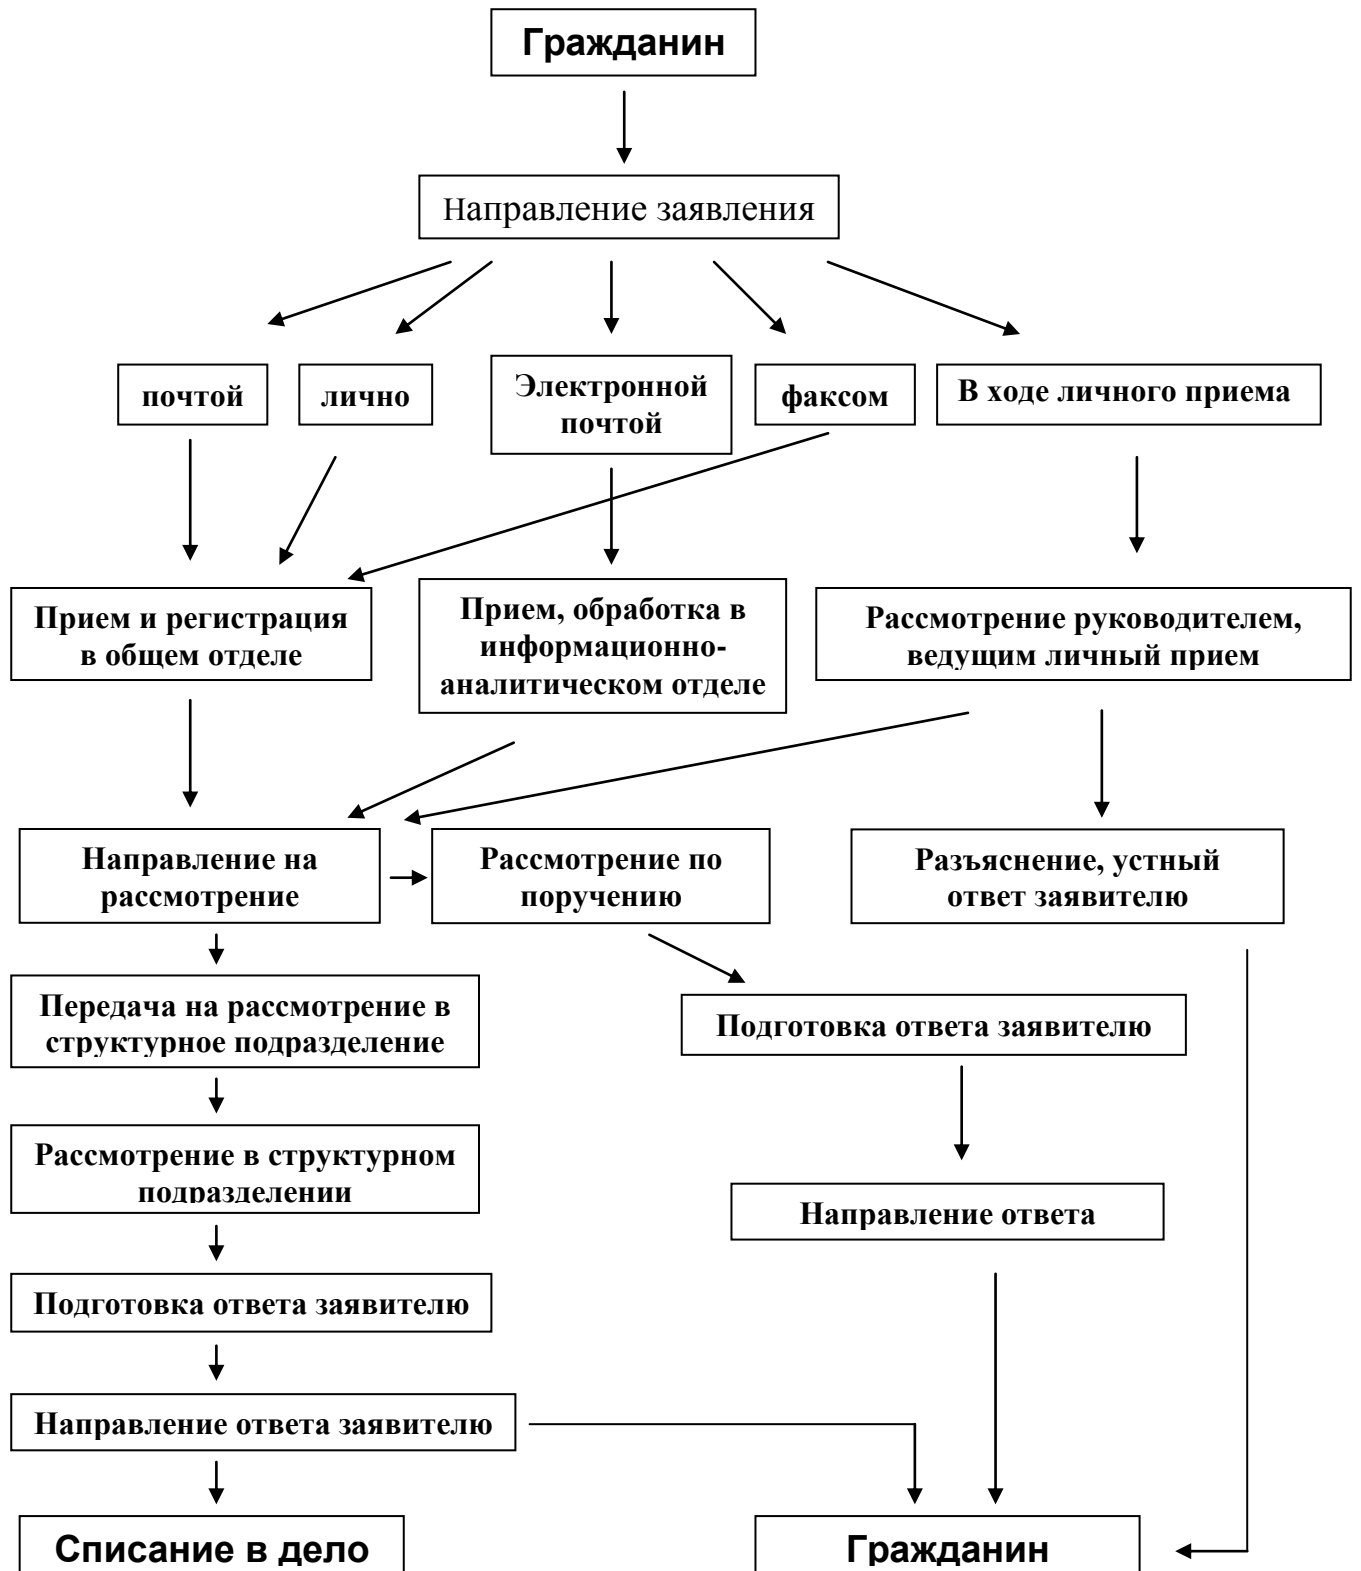 Гражданин
Направление заявления
почтой
лично
Электронной
почтой
факсом
В ходе личного приема
Прием и регистрация
в общем отделе
Прием, обработка в
информационно-
аналитическом отделе
Рассмотрение руководителем,
ведущим личный прием
Направление на
рассмотрение
Рассмотрение по
поручению
Разъяснение, устный
ответ заявителю
Передача на рассмотрение в
структурное подразделение
Подготовка ответа заявителю
Рассмотрение в структурном
подразделении
Направление ответа
Подготовка ответа заявителю
Направление ответа заявителю
Списание в дело
Гражданин